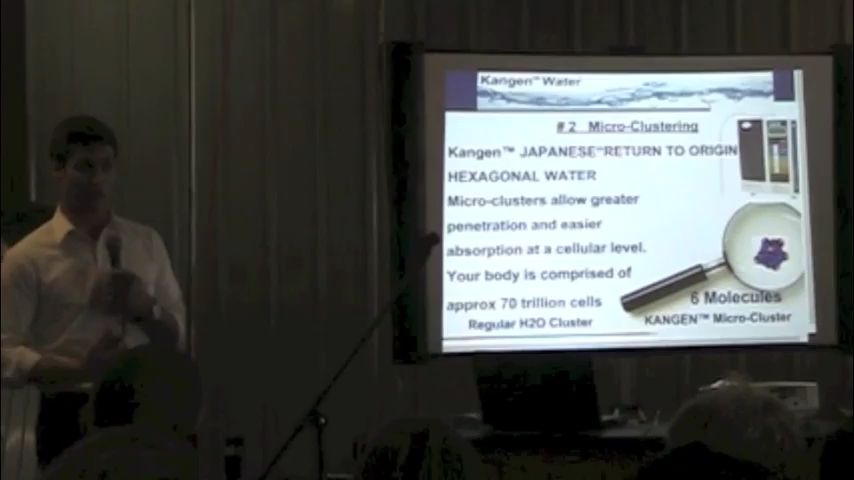 Kangen™ Water
# 2 Micro-Clustering
Kangen™ JAPANESE"RETURN TO ORIGIN
HEXAGONAL WATER
Micro-clusters allow greater
penetration and easier
absorption at a cellular level.
Your body is comprised of
approx 70 trillion cells
6 Molecules
Regular H2O Cluster
KANGEN™ Micro-Cluster